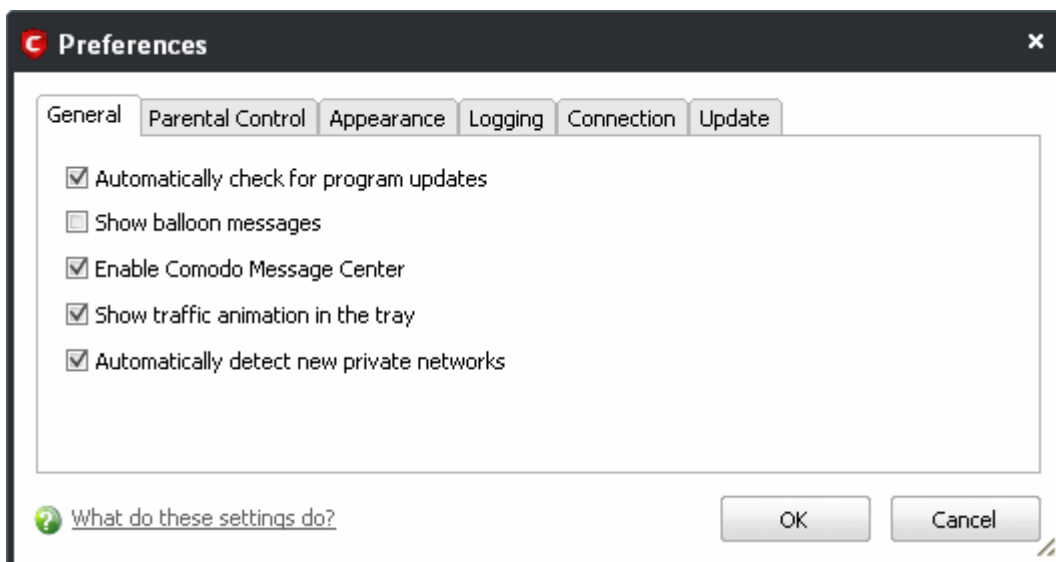 Preferences
General Parental Control Appearance Logging Connection Update
Automatically check for program updates
Show balloon messages
Enable Comodo Message Center
Show traffic animation in the tray
Automatically detect new private networks
What do these settings do? OK Cancel